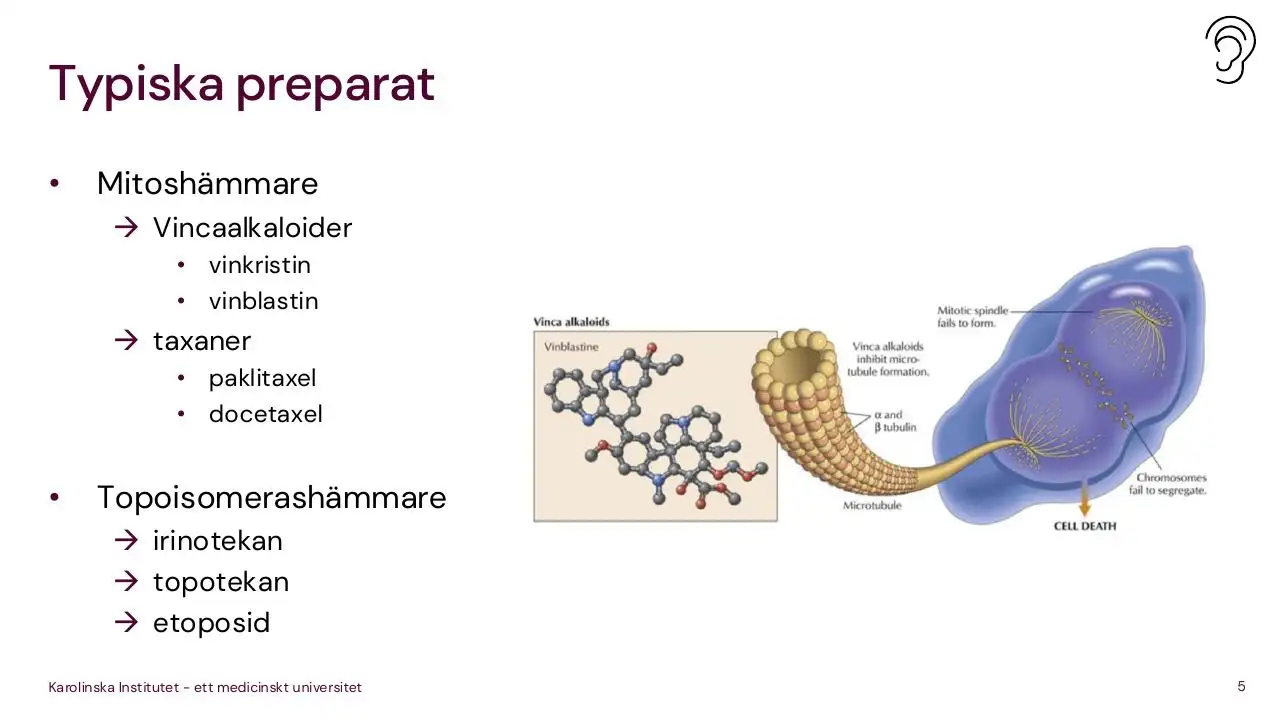 Typiska preparat
• Mitoshämmare
→ Vincaalkaloider
• vinkristin
• vinblastin
→ taxaner
• paklitaxel
• docetaxel
• Topoisomerashämmare
→ irinotekan
→ topotekan
→ etoposid
Vinca alkaloids
Vinblastine
Vinca alkaloids
inhibit micro-
tubule formation.
α and
β tubulin
Microtubule
Mitotic spindle
fails to form.
Chromosomes
fail to segregate.
CELL DEATH
Karolinska Institutet - ett medicinskt universitet
5